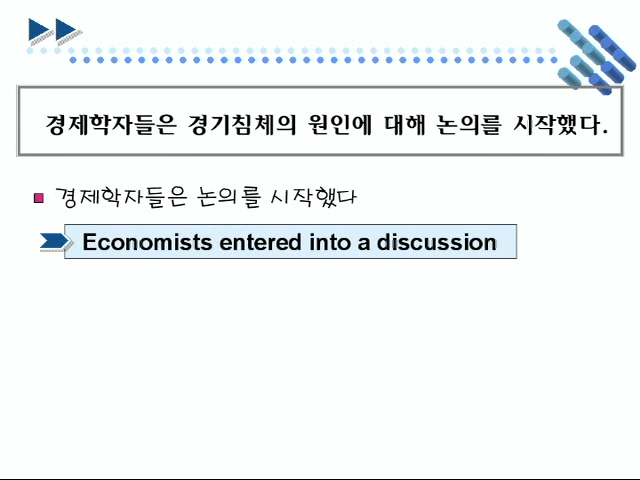 경제학자들은 경기침체의 원인에 대해 논의를 시작했다.
경제학자들은 논의를 시작했다
Economists entered into a discussion